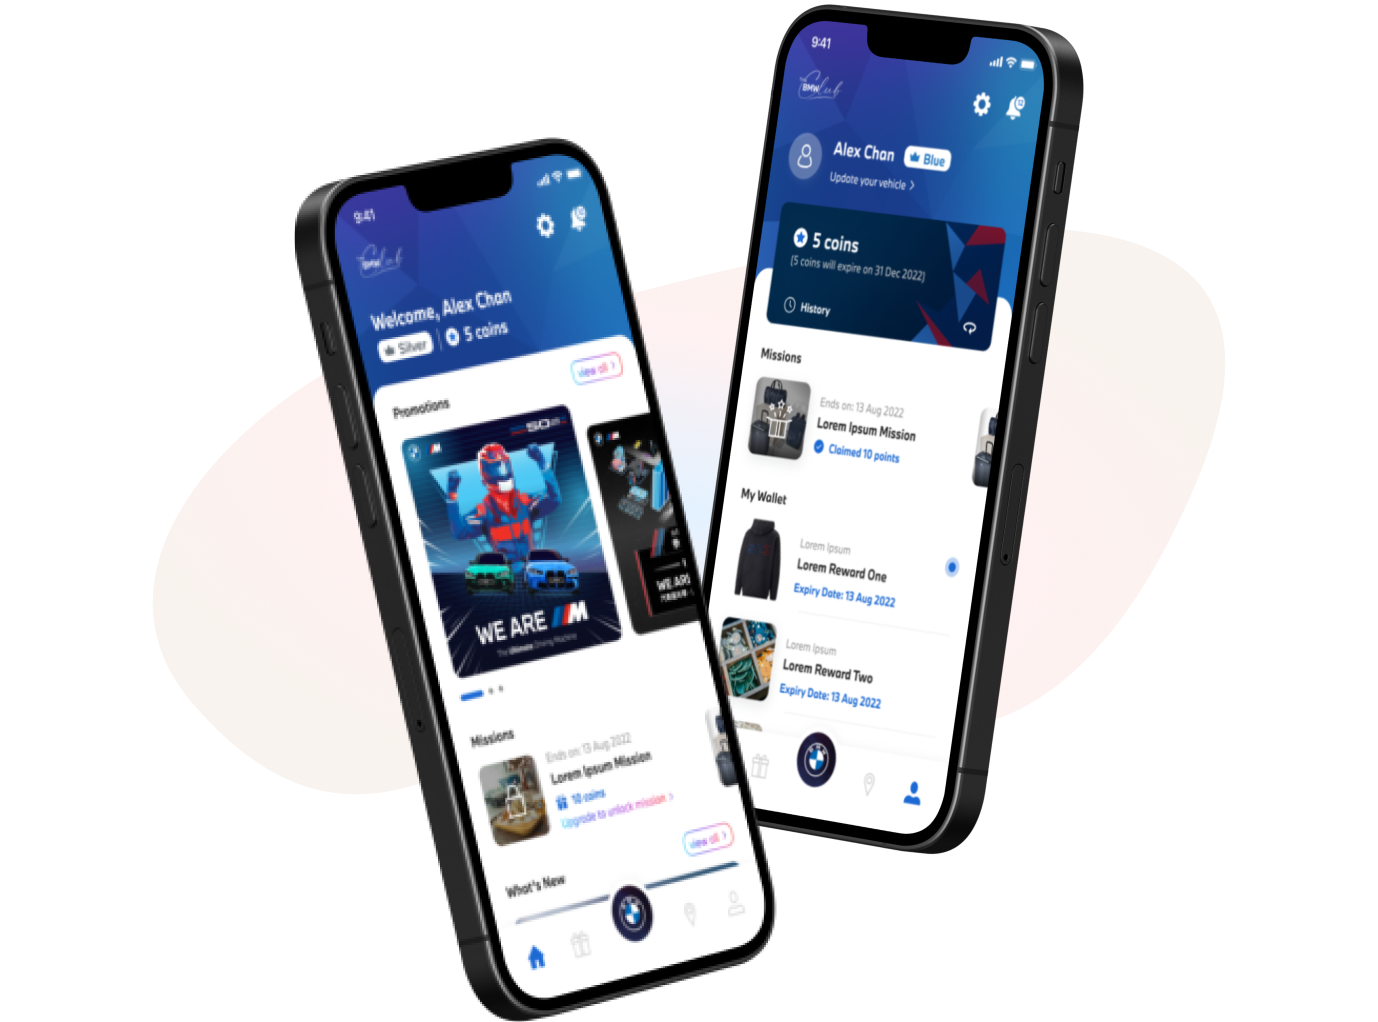 9:41
The BMW Club
Welcome, Alex Chan
Silver
5 coins
view all >
Promotions
WE ARE M
The Ultimate Driving Machine
WE ARE
Missions
Ends on: 13 Aug 2022
Lorem Ipsum Mission
10 coins
Upgrade to unlock mission >
view all >
What's New
9:41
The BMW Club
Alex Chan
Blue
Update your vehicle >
5 coins
(5 coins will expire on 31 Dec 2022)
History
Missions
Ends on: 13 Aug 2022
Lorem Ipsum Mission
Claimed 10 points
My Wallet
Lorem Ipsum
Lorem Reward One
Expiry Date: 13 Aug 2022
Lorem Ipsum
Lorem Reward Two
Expiry Date: 13 Aug 2022